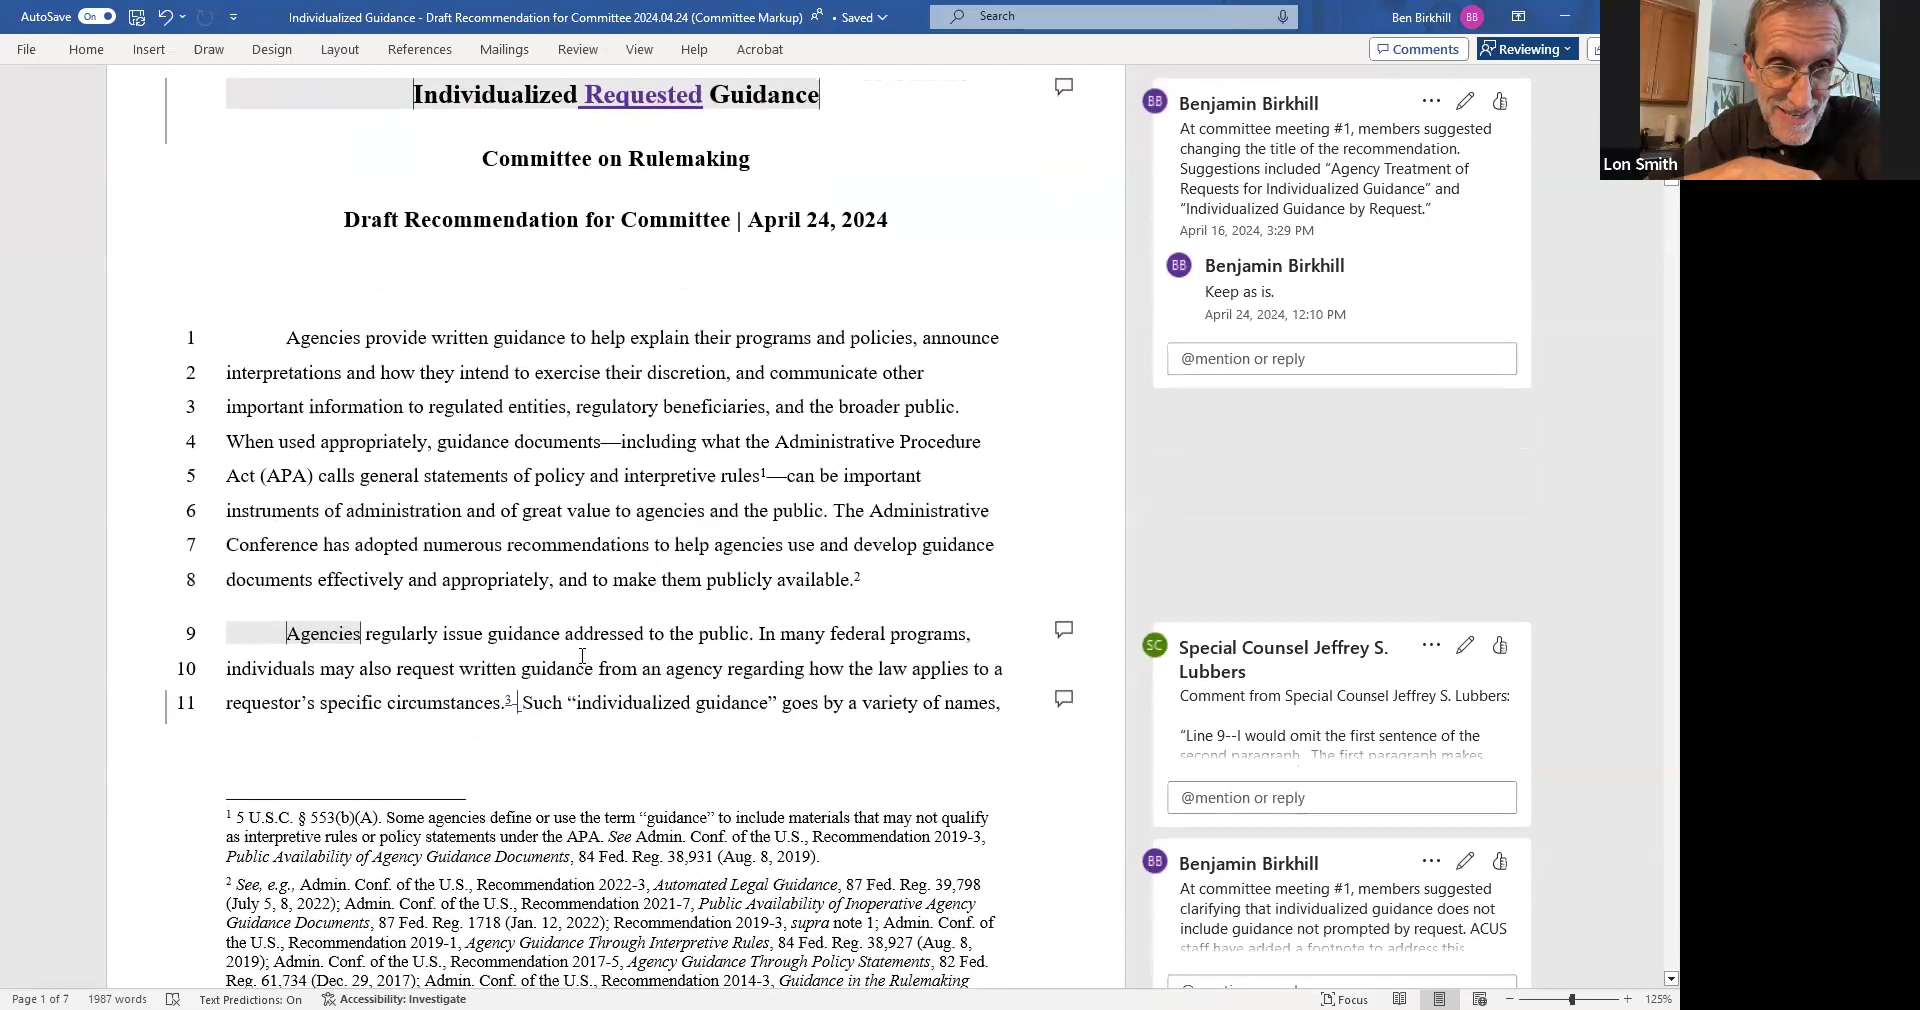 AutoSave On
Individualized Guidance - Draft Recommendation for Committee 2024.04.24 (Committee Markup)
• Saved
Search
Ben Birkhill BB
File Home Insert Draw Design Layout References Mailings Review View Help Acrobat
Comments
Reviewing
Individualized Requested Guidance
Committee on Rulemaking
Draft Recommendation for Committee | April 24, 2024
1 Agencies provide written guidance to help explain their programs and policies, announce
2 interpretations and how they intend to exercise their discretion, and communicate other
3 important information to regulated entities, regulatory beneficiaries, and the broader public.
4 When used appropriately, guidance documents—including what the Administrative Procedure
5 Act (APA) calls general statements of policy and interpretive rules¹—can be important
6 instruments of administration and of great value to agencies and the public. The Administrative
7 Conference has adopted numerous recommendations to help agencies use and develop guidance
8 documents effectively and appropriately, and to make them publicly available.²
9 Agencies regularly issue guidance addressed to the public. In many federal programs,
10 individuals may also request written guidance from an agency regarding how the law applies to a
11 requestor’s specific circumstances.³ Such “individualized guidance” goes by a variety of names,
¹ 5 U.S.C. § 553(b)(A). Some agencies define or use the term “guidance” to include materials that may not qualify
as interpretive rules or policy statements under the APA. See Admin. Conf. of the U.S., Recommendation 2019-3,
Public Availability of Agency Guidance Documents, 84 Fed. Reg. 38,931 (Aug. 8, 2019).
² See, e.g., Admin. Conf. of the U.S., Recommendation 2022-3, Automated Legal Guidance, 87 Fed. Reg. 39,798
(July 5, 8, 2022); Admin. Conf. of the U.S., Recommendation 2021-7, Public Availability of Inoperative Agency
Guidance Documents, 87 Fed. Reg. 1718 (Jan. 12, 2022); Recommendation 2019-3, supra note 1; Admin. Conf. of
the U.S., Recommendation 2019-1, Agency Guidance Through Interpretive Rules, 84 Fed. Reg. 38,927 (Aug. 8,
2019); Admin. Conf. of the U.S., Recommendation 2017-5, Agency Guidance Through Policy Statements, 82 Fed.
Reg. 61,734 (Dec. 29, 2017); Admin. Conf. of the U.S., Recommendation 2014-3, Guidance in the Rulemaking
BB Benjamin Birkhill
At committee meeting #1, members suggested
changing the title of the recommendation.
Suggestions included “Agency Treatment of
Requests for Individualized Guidance” and
“Individualized Guidance by Request.”
April 16, 2024, 3:29 PM
BB Benjamin Birkhill
Keep as is.
April 24, 2024, 12:10 PM
@mention or reply
SC Special Counsel Jeffrey S.
Lubbers
Comment from Special Counsel Jeffrey S. Lubbers:
“Line 9--I would omit the first sentence of the
second paragraph. The first paragraph makes
@mention or reply
BB Benjamin Birkhill
At committee meeting #1, members suggested
clarifying that individualized guidance does not
include guidance not prompted by request. ACUS
staff have added a footnote to address this
Lon Smith
Page 1 of 7 1987 words Text Predictions: On Accessibility: Investigate
Focus
125%